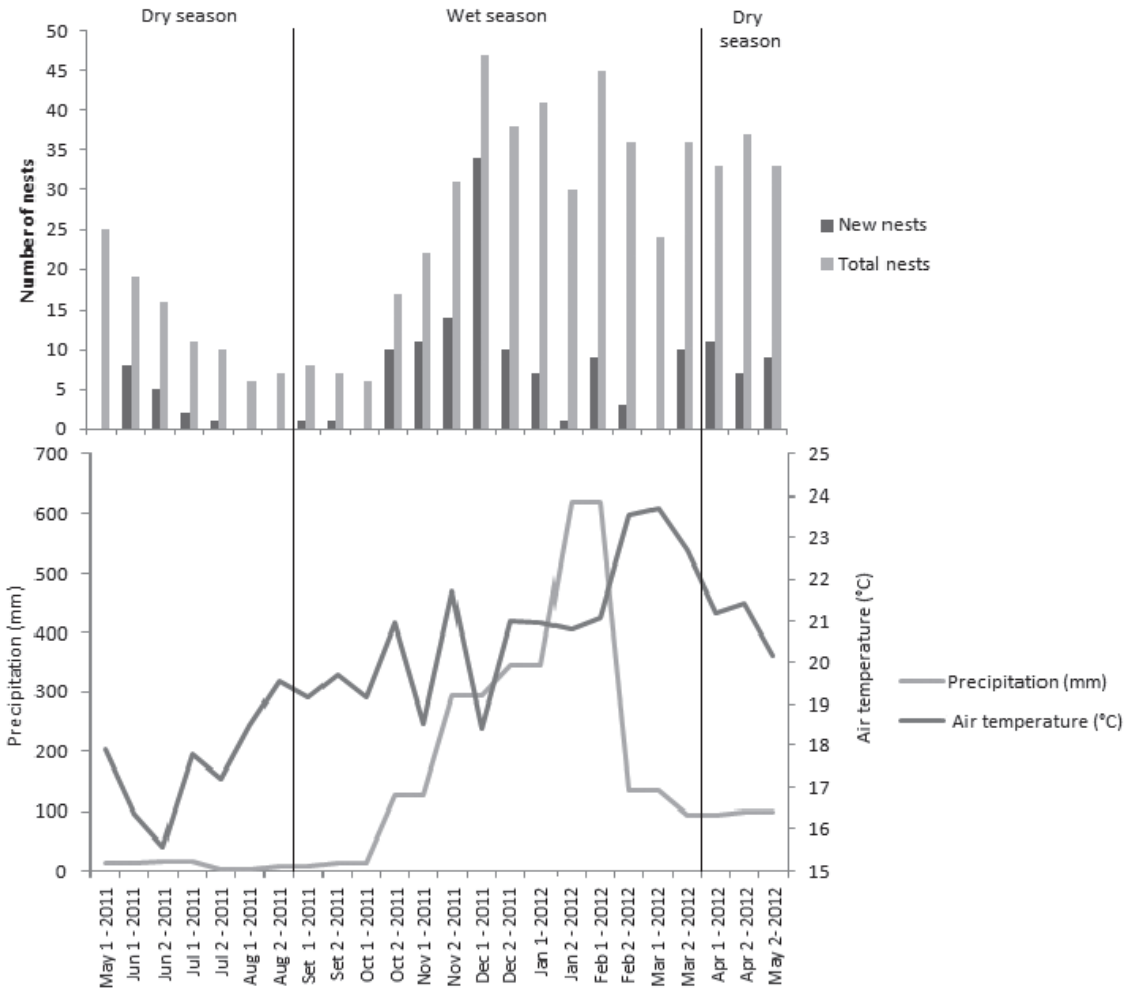 Dry season
Wet season
Dry
season
50
45
40
35
30
25
20
15
10
5
0
Number of nests
New nests
Total nests
700
600
500
400
300
200
100
0
Precipitation (mm)
25
24
23
22
21
20
19
18
17
16
15
Air temperature (°C)
Precipitation (mm)
Air temperature (°C)
May 1 - 2011
Jun 1 - 2011
Jun 2 - 2011
Jul 1 - 2011
Jul 2 - 2011
Aug 1 - 2011
Aug 2 - 2011
Set 1 - 2011
Set 2 - 2011
Oct 1 - 2011
Oct 2 - 2011
Nov 1 - 2011
Nov 2 - 2011
Dec 1 - 2011
Dec 2 - 2011
Jan 1 - 2012
Jan 2 - 2012
Feb 1 - 2012
Feb 2 - 2012
Mar 1 - 2012
Mar 2 - 2012
Apr 1 - 2012
Apr 2 - 2012
May 2- 2012